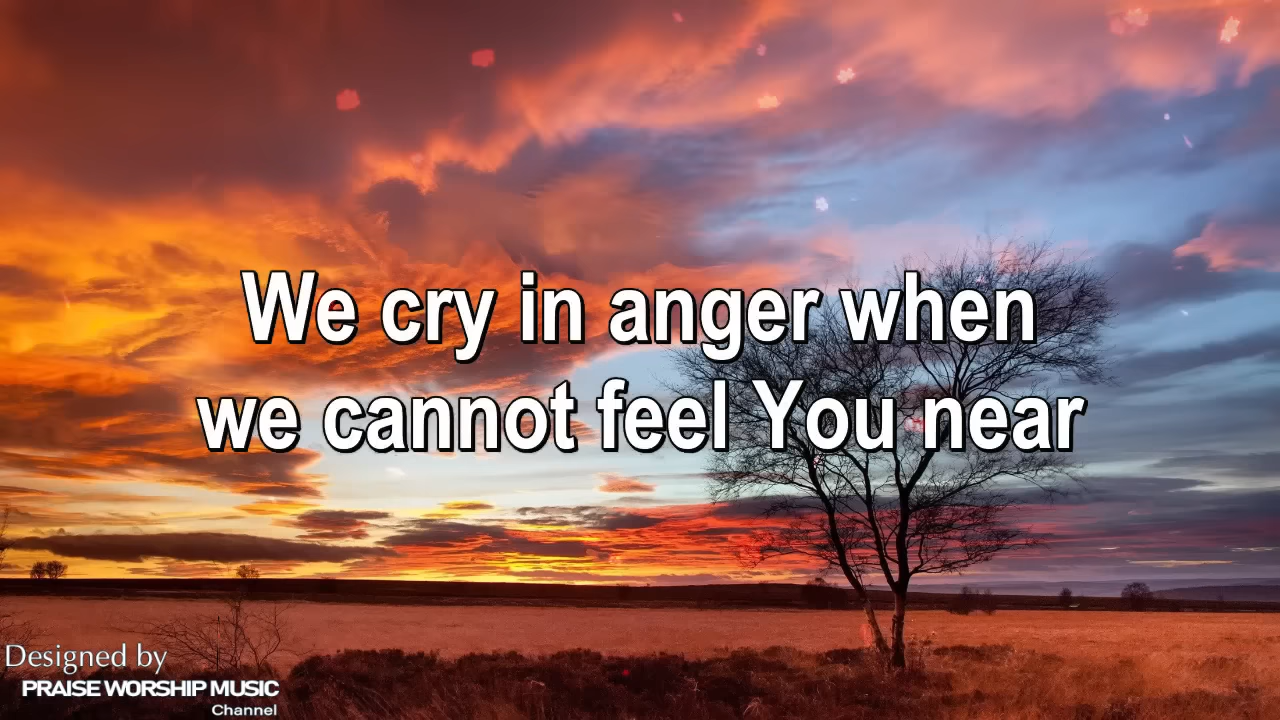 We cry in anger when
we cannot feel You near
Designed by
PRAISE WORSHIP MUSIC
Channel